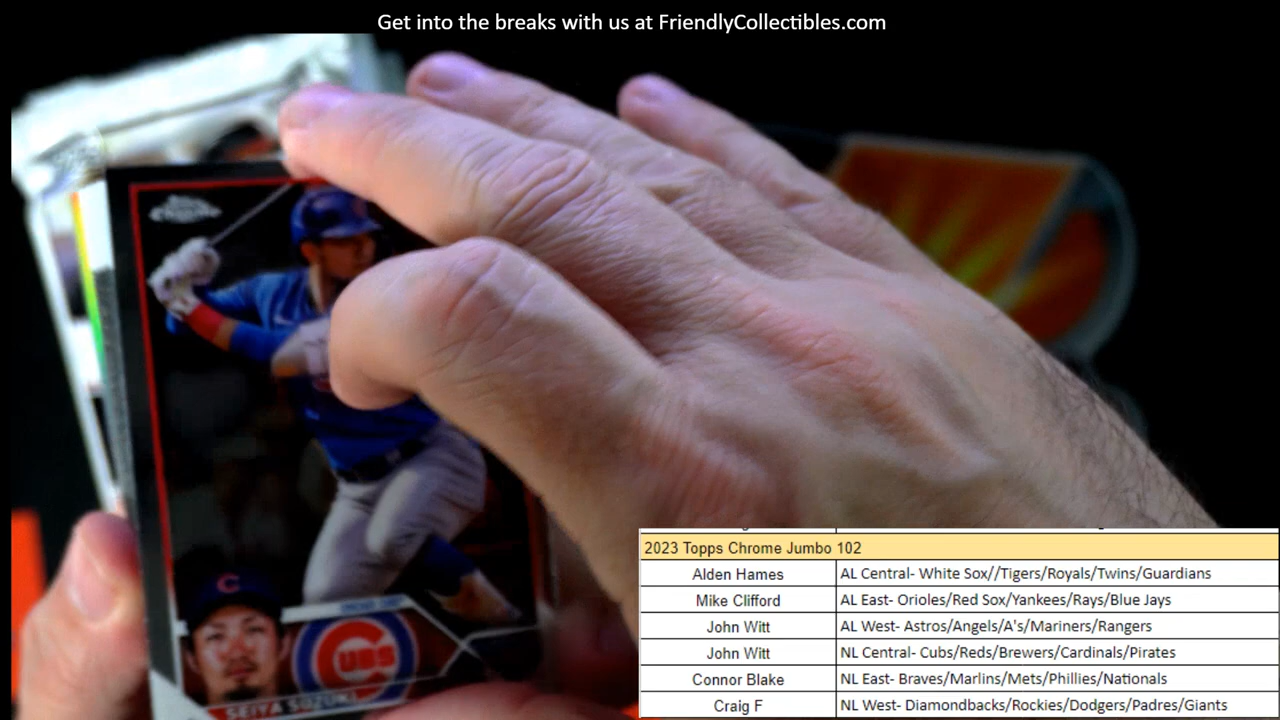 Get into the breaks with us at FriendlyCollectibles.com
Topps
Chrome
C
CUBS
SEIYA SUZUKI
2023 Topps Chrome Jumbo 102
Alden Hames AL Central- White Sox//Tigers/Royals/Twins/Guardians
Mike Clifford AL East- Orioles/Red Sox/Yankees/Rays/Blue Jays
John Witt AL West- Astros/Angels/A's/Mariners/Rangers
John Witt NL Central- Cubs/Reds/Brewers/Cardinals/Pirates
Connor Blake NL East- Braves/Marlins/Mets/Phillies/Nationals
Craig F NL West- Diamondbacks/Rockies/Dodgers/Padres/Giants